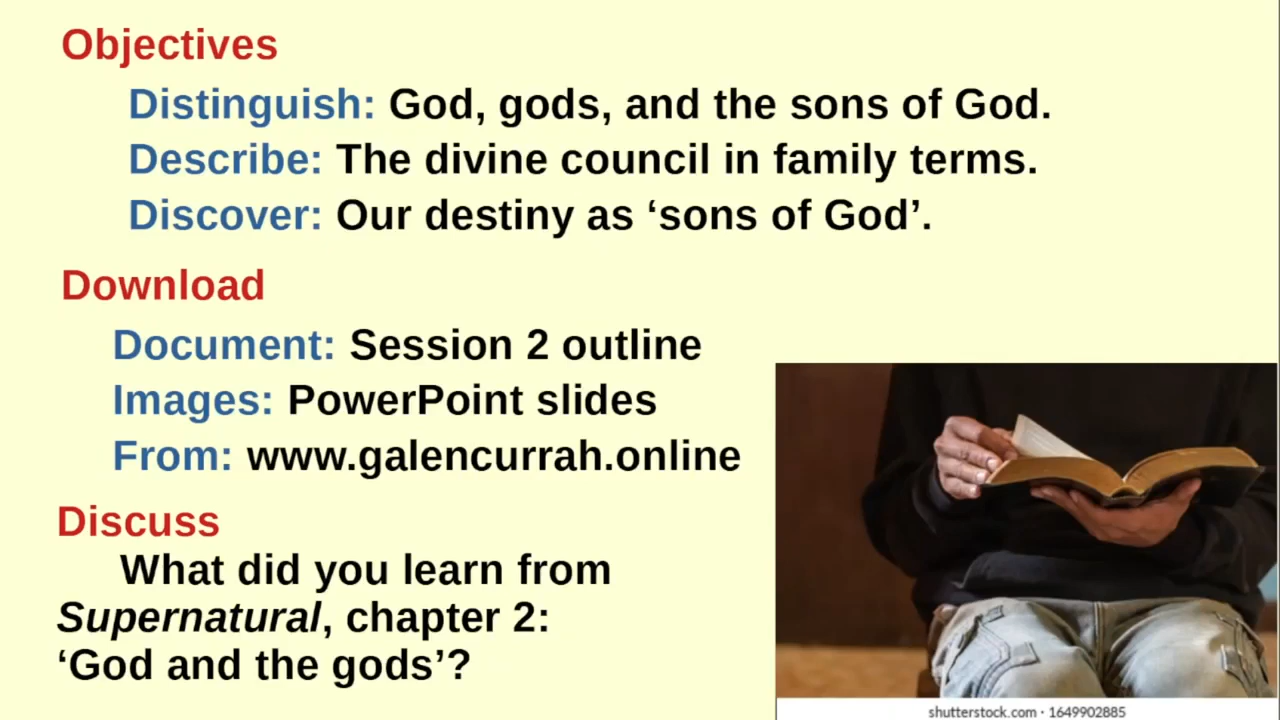 Objectives
Distinguish: God, gods, and the sons of God.
Describe: The divine council in family terms.
Discover: Our destiny as ‘sons of God’.
Download
Document: Session 2 outline
Images: PowerPoint slides
From: www.galencurrah.online
Discuss
What did you learn from
Supernatural, chapter 2:
‘God and the gods’?
shutterstock.com · 1649902885